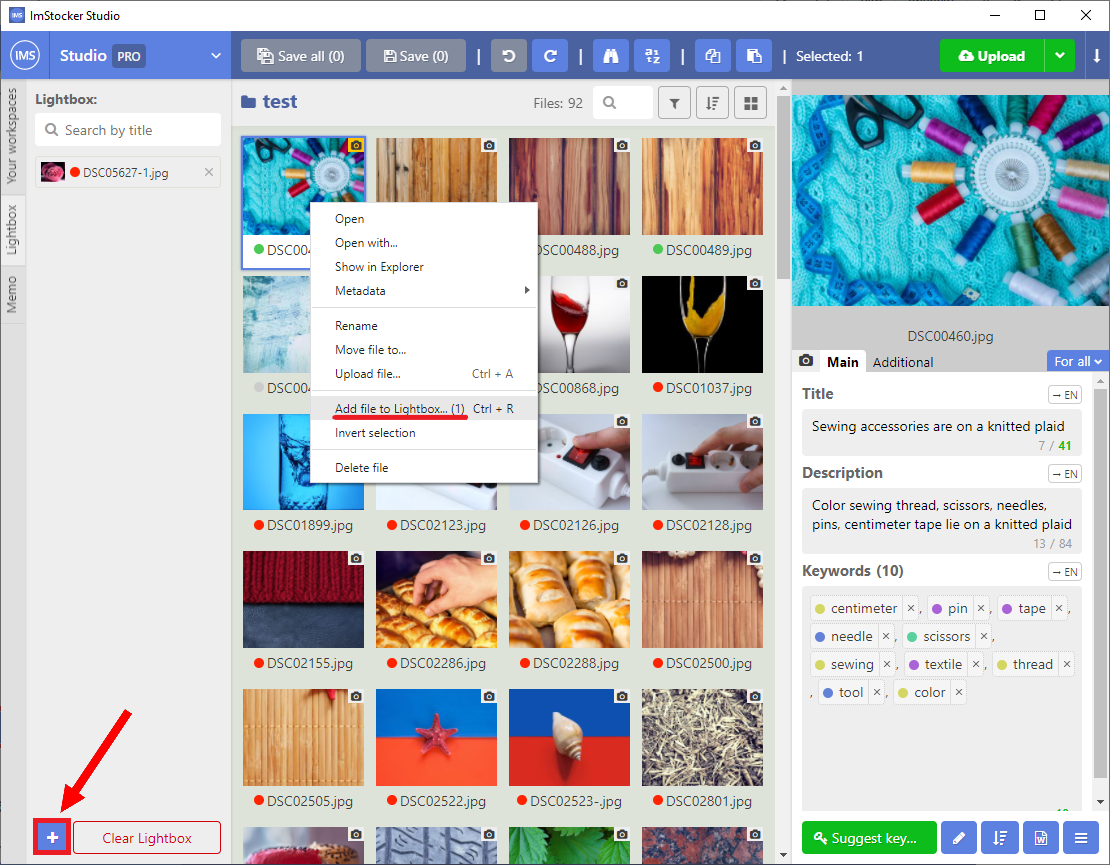 IMS ImStocker Studio
IMS Studio PRO
Save all (0)
Save (0)
Selected: 1
Upload
Your workspaces
Lightbox
Memo
Lightbox:
Search by title
DSC05627-1.jpg
Clear Lightbox
test
Files: 92
DSC00488.jpg
DSC00489.jpg
DSC00868.jpg
DSC01037.jpg
DSC01899.jpg
DSC02123.jpg
DSC02126.jpg
DSC02128.jpg
DSC02155.jpg
DSC02286.jpg
DSC02288.jpg
DSC02500.jpg
DSC02505.jpg
DSC02522.jpg
DSC02523-.jpg
DSC02801.jpg
Open
Open with...
Show in Explorer
Metadata
Rename
Move file to...
Upload file... Ctrl + A
Add file to Lightbox... (1) Ctrl + R
Invert selection
Delete file
DSC00460.jpg
Main
Additional
For all
Title → EN
Sewing accessories are on a knitted plaid
7 / 41
Description → EN
Color sewing thread, scissors, needles,
pins, centimeter tape lie on a knitted plaid
13 / 84
Keywords (10) → EN
centimeter ×, pin ×, tape ×,
needle ×, scissors ×,
sewing ×, textile ×, thread ×
, tool ×, color ×
Suggest key...